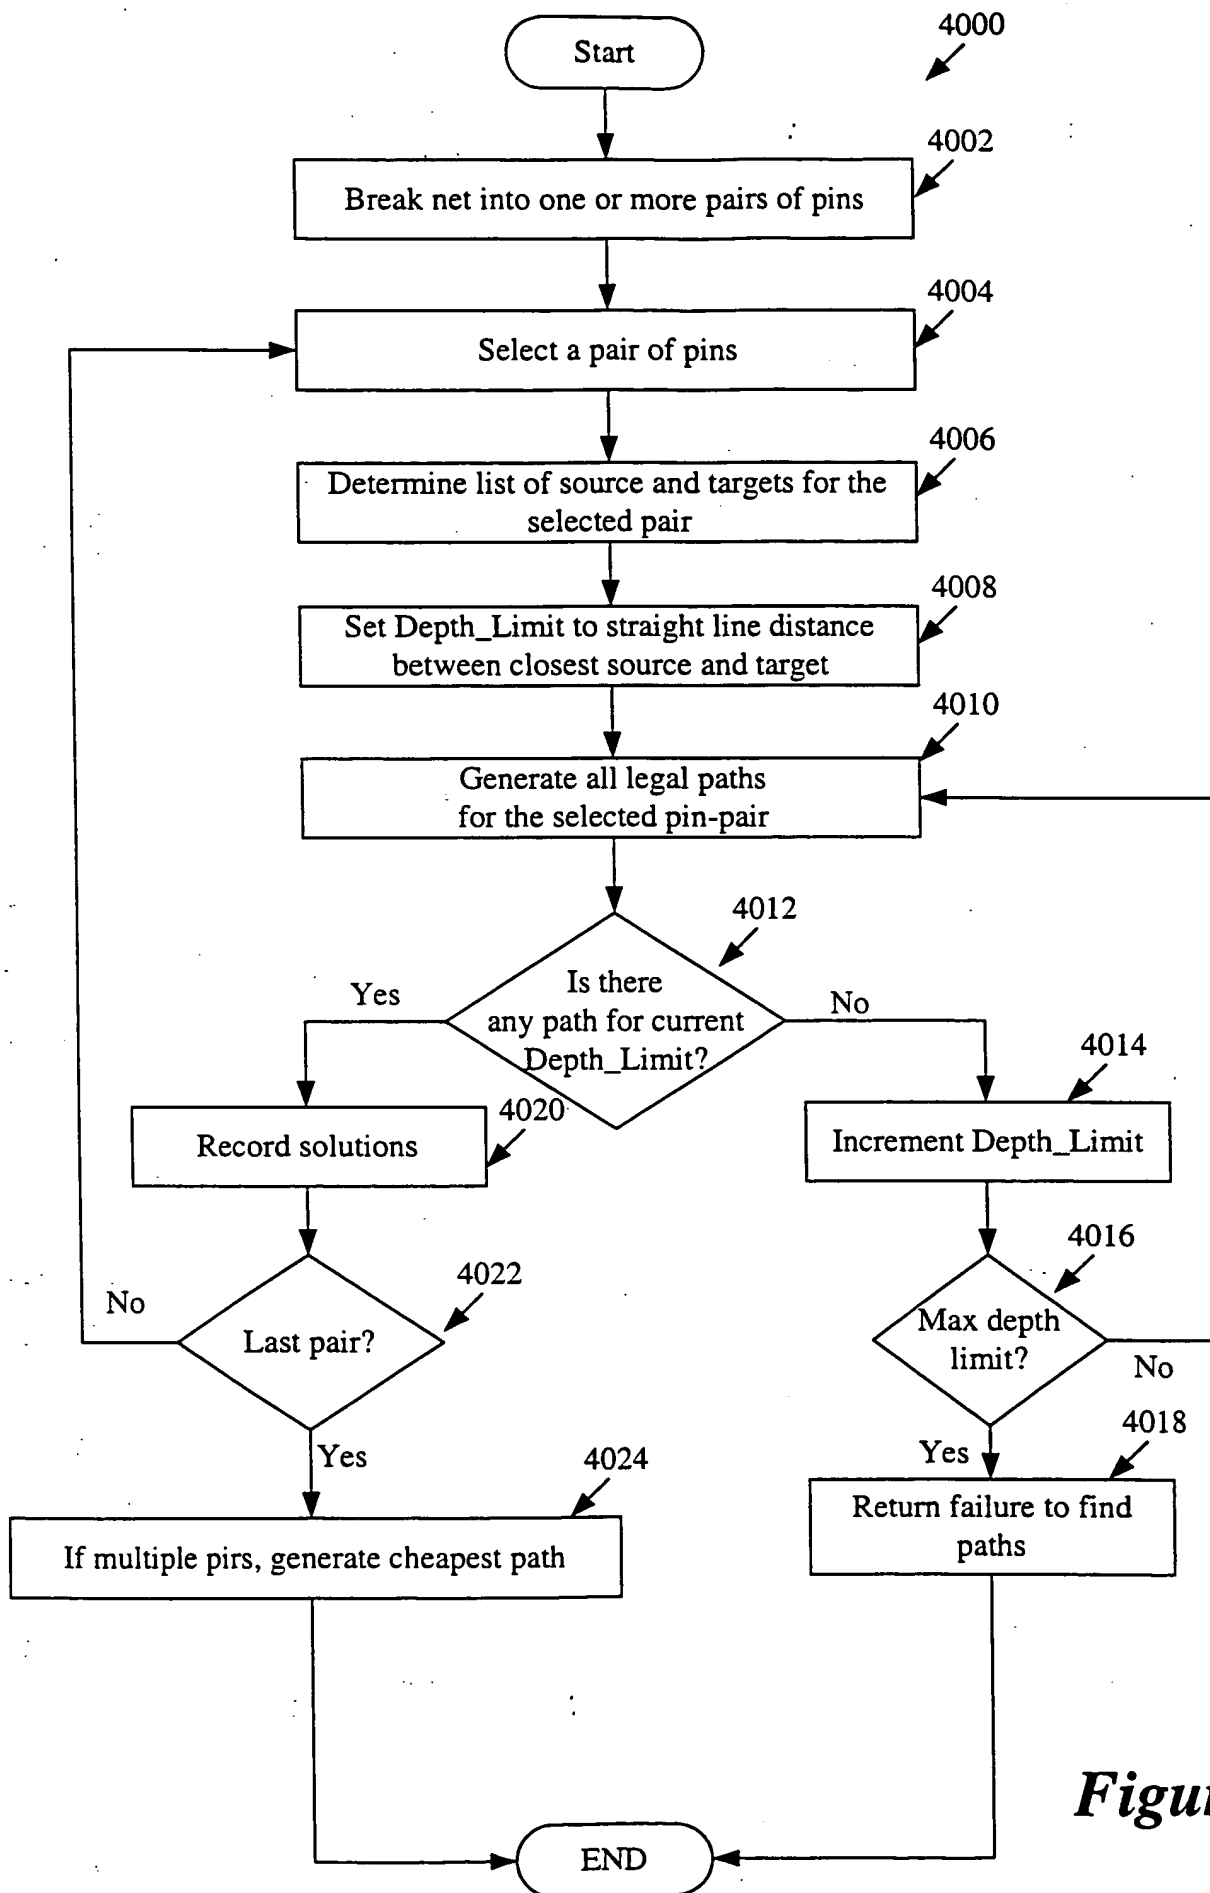 Start
4000
4002
Break net into one or more pairs of pins
4004
Select a pair of pins
4006
Determine list of source and targets for the
selected pair
4008
Set Depth_Limit to straight line distance
between closest source and target
4010
Generate all legal paths
for the selected pin-pair
4012
Is there
any path for current
Depth_Limit?
Yes
No
4014
4020
Record solutions
Increment Depth_Limit
4016
4022
No
Last pair?
Max depth
limit?
No
4018
Yes
Yes
4024
Return failure to find
paths
If multiple pirs, generate cheapest path
Figur
END